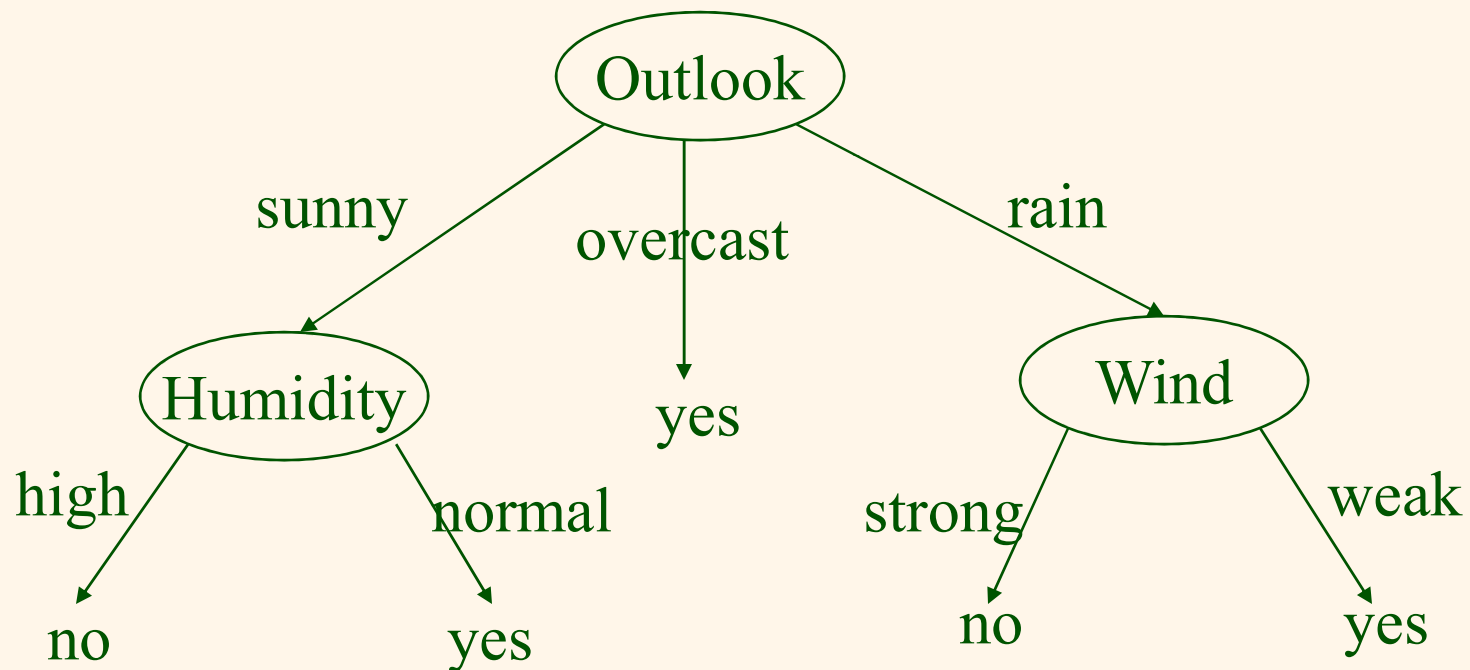 Outlook
sunny
overcast
rain
Humidity
yes
Wind
high
normal
strong
weak
no
yes
no
yes